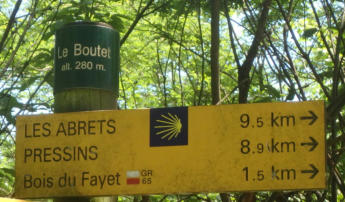 Le Boutet
alt. 280 m.
LES ABRETS 9.5 km →
PRESSINS 8.9 km →
Bois du Fayet GR 65 1.5 km →